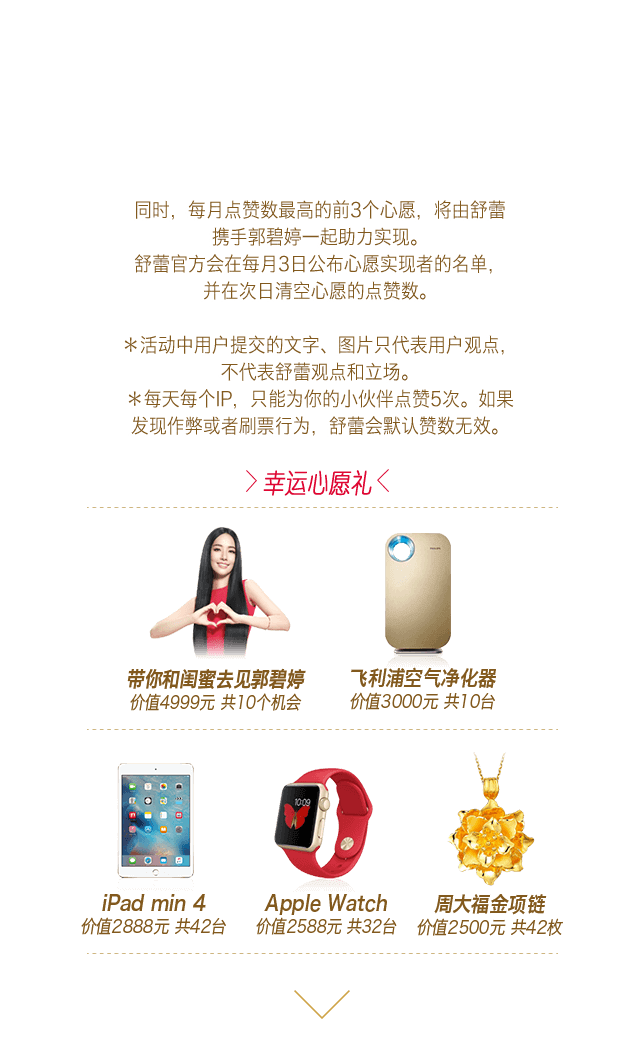 同时，每月点赞数最高的前3个心愿，将由舒蕾
携手郭碧婷一起助力实现。
舒蕾官方会在每月3日公布心愿实现者的名单，
并在次日清空心愿的点赞数。
＊活动中用户提交的文字、图片只代表用户观点，
不代表舒蕾观点和立场。
＊每天每个IP，只能为你的小伙伴点赞5次。如果
发现作弊或者刷票行为，舒蕾会默认赞数无效。
幸运心愿礼
带你和闺蜜去见郭碧婷
价值4999元 共10个机会
飞利浦空气净化器
价值3000元 共10台
10:09
iPad min 4
价值2888元 共42台
Apple Watch
价值2588元 共32台
周大福金项链
价值2500元 共42枚